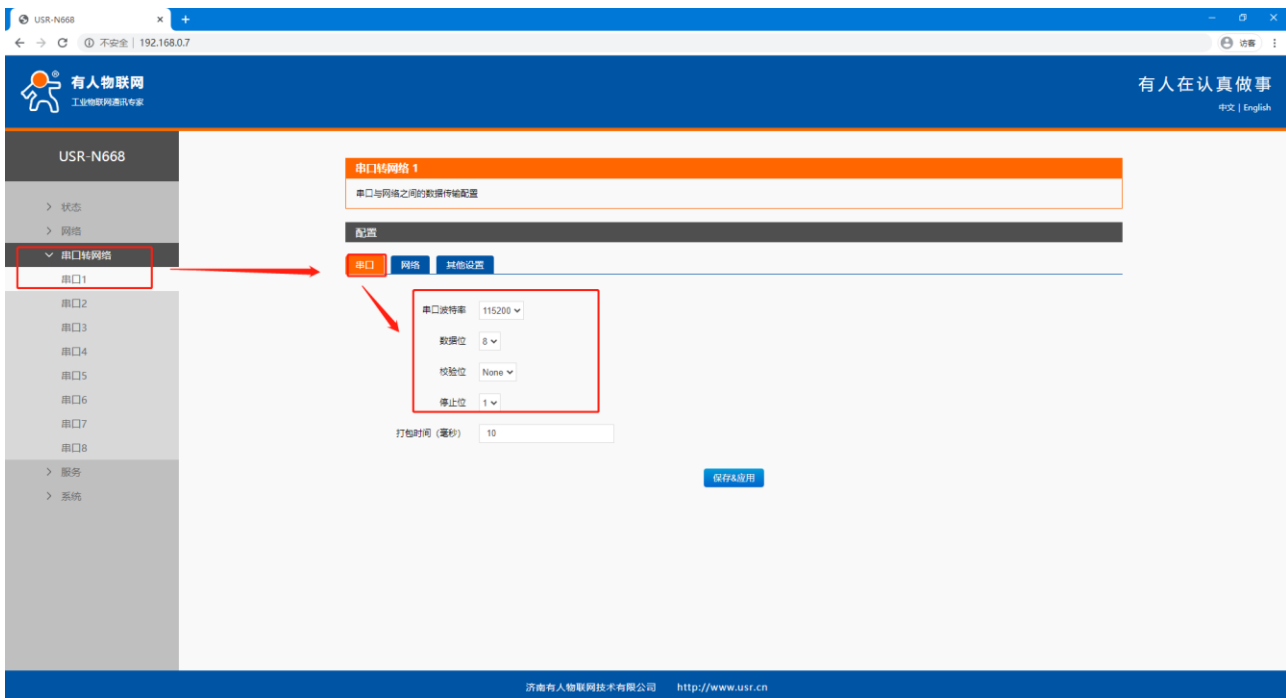 USR-N668
不安全 | 192.168.0.7
访客
有人物联网
工业物联网通讯专家
有人在认真做事
中文 | English
USR-N668
状态
网络
串口转网络
串口1
串口2
串口3
串口4
串口5
串口6
串口7
串口8
服务
系统
串口转网络 1
串口与网络之间的数据传输配置
配置
串口 网络 其他设置
串口波特率 115200
数据位 8
校验位 None
停止位 1
打包时间（毫秒） 10
保存&应用
济南有人物联网技术有限公司 http://www.usr.cn